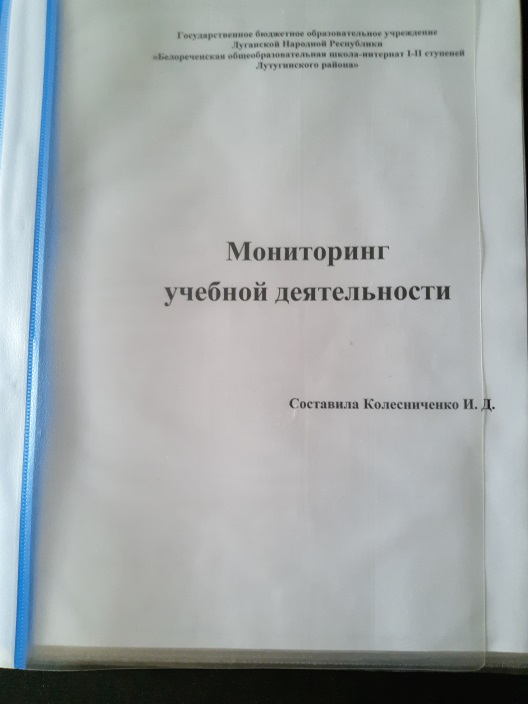 Государственное бюджетное образовательное учреждение
Луганской Народной Республики
«Белореченская общеобразовательная школа-интернат I-II ступеней
Лутугинского района»
Мониторинг
учебной деятельности
Составила Колесниченко И. Д.